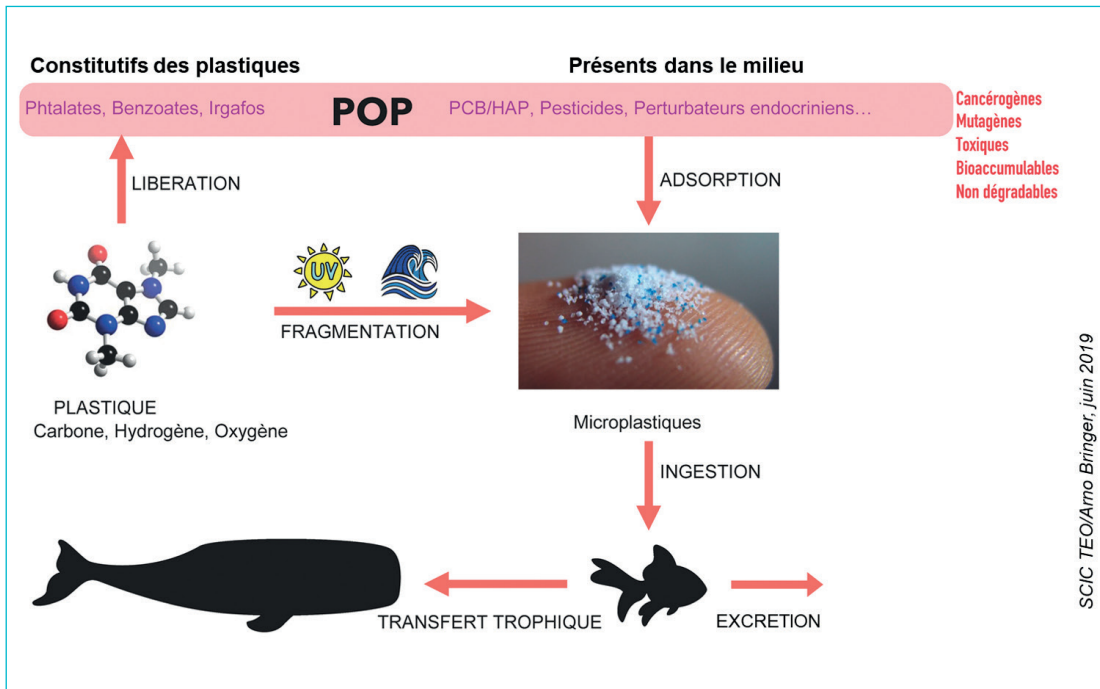 Constitutifs des plastiques
Présents dans le milieu
Phtalates, Benzoates, Irgafos
POP
PCB/HAP, Pesticides, Perturbateurs endocriniens…
Cancérogènes
Mutagènes
Toxiques
Bioaccumulables
Non dégradables
LIBERATION
ADSORPTION
UV
FRAGMENTATION
PLASTIQUE
Carbone, Hydrogène, Oxygène
Microplastiques
INGESTION
TRANSFERT TROPHIQUE
EXCRETION
SCIC TEO/Arno Bringer, juin 2019